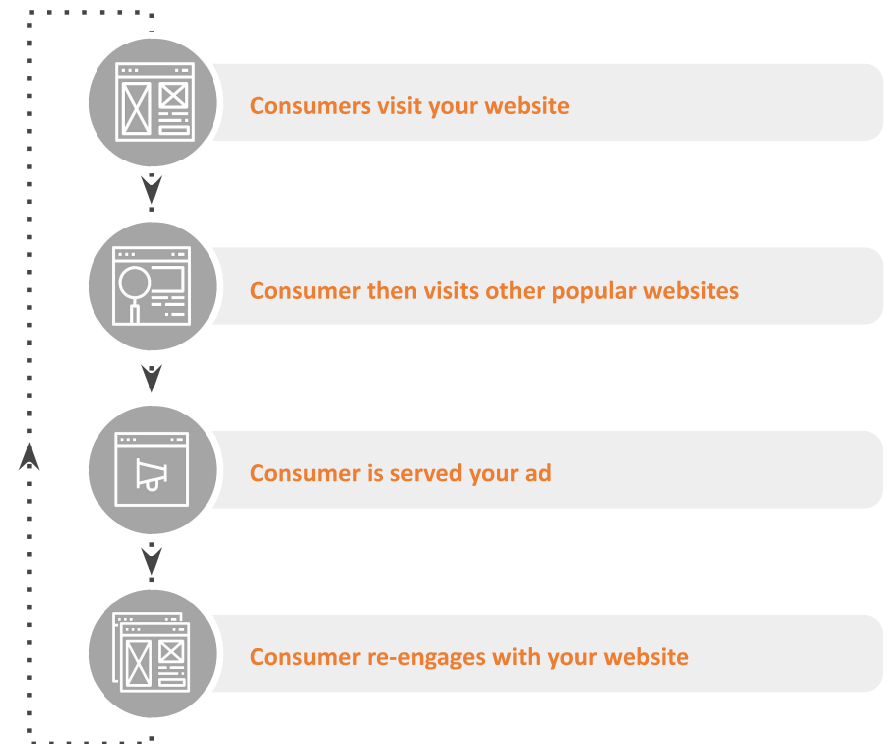 Consumers visit your website
Consumer then visits other popular websites
Consumer is served your ad
Consumer re-engages with your website